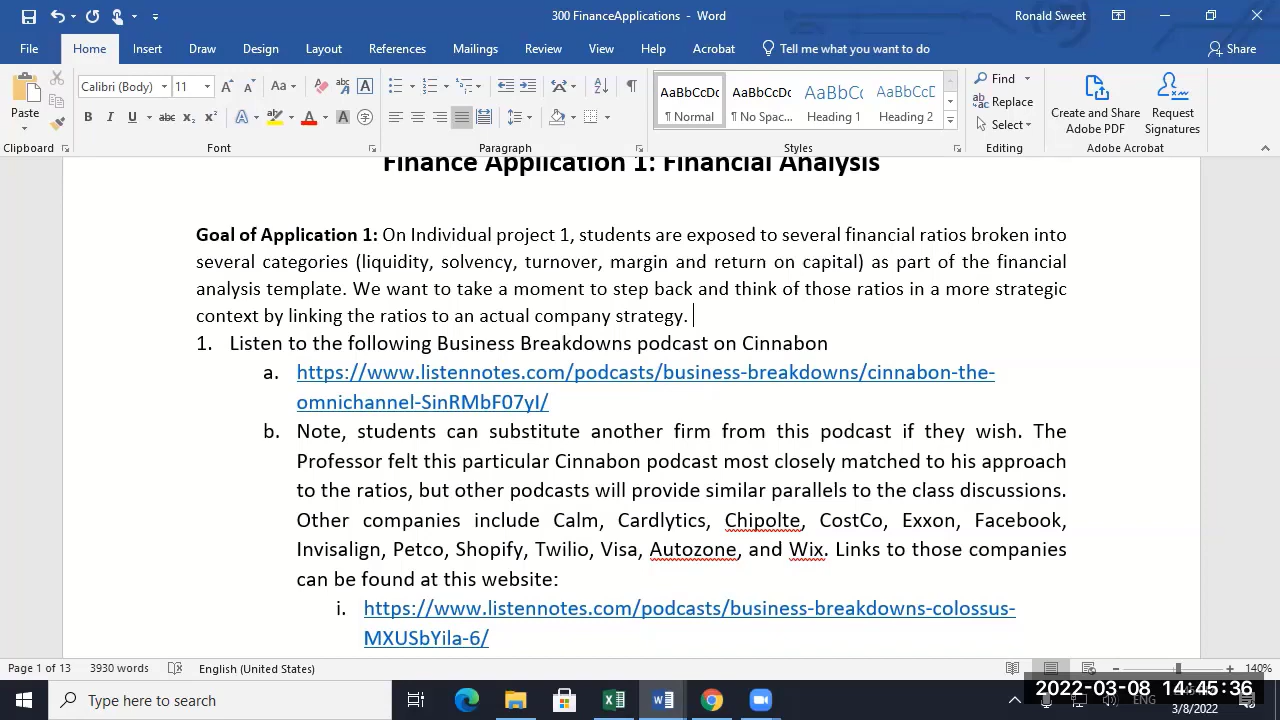 300 FinanceApplications - Word
Ronald Sweet
File Home Insert Draw Design Layout References Mailings Review View Help Acrobat Tell me what you want to do Share
Paste
Calibri (Body) 11
AaBbCcDc AaBbCcDc AaBbCc AaBbCcE
¶ Normal ¶ No Spac... Heading 1 Heading 2
Find
Replace
Select
Create and Share Adobe PDF
Request Signatures
Clipboard Font Paragraph Styles Editing Adobe Acrobat
Finance Application 1: Financial Analysis
Goal of Application 1: On Individual project 1, students are exposed to several financial ratios broken into
several categories (liquidity, solvency, turnover, margin and return on capital) as part of the financial
analysis template. We want to take a moment to step back and think of those ratios in a more strategic
context by linking the ratios to an actual company strategy.
1. Listen to the following Business Breakdowns podcast on Cinnabon
a. https://www.listennotes.com/podcasts/business-breakdowns/cinnabon-the-
omnichannel-SinRMbF07yI/
b. Note, students can substitute another firm from this podcast if they wish. The
Professor felt this particular Cinnabon podcast most closely matched to his approach
to the ratios, but other podcasts will provide similar parallels to the class discussions.
Other companies include Calm, Cardlytics, Chipolte, CostCo, Exxon, Facebook,
Invisalign, Petco, Shopify, Twilio, Visa, Autozone, and Wix. Links to those companies
can be found at this website:
i. https://www.listennotes.com/podcasts/business-breakdowns-colossus-
MXUSbYila-6/
Page 1 of 13 3930 words English (United States) 140%
Type here to search
2022-03-08 14:45:36
ENG
3/8/2022